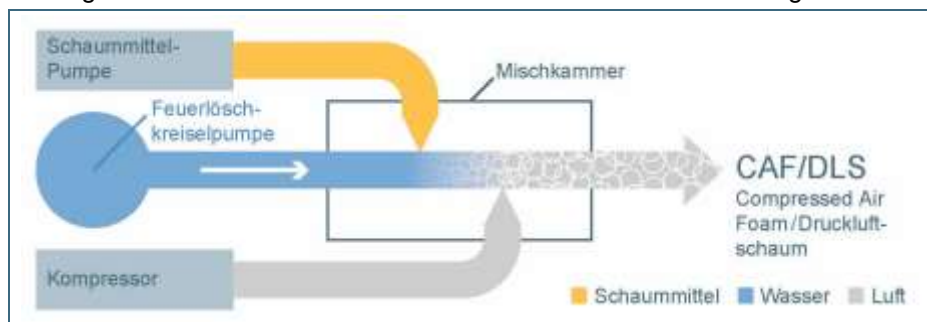 Schaummittel-
Pumpe
Mischkammer
Feuerlösch-
kreiselpumpe
CAF/DLS
Compressed Air
Foam/Druckluft-
schaum
Kompressor
Schaummittel
Wasser
Luft